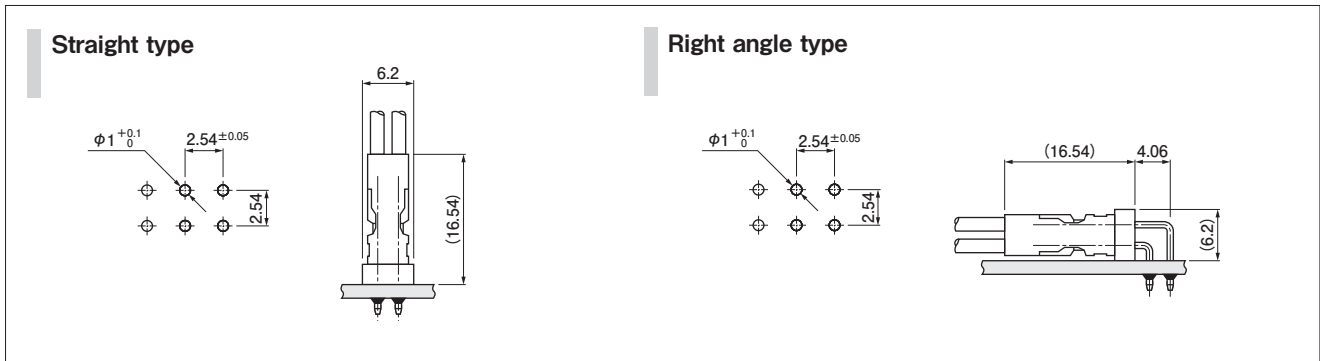 Straight type
6.2
φ1 +0.1 0
2.54±0.05
2.54
(16.54)
Right angle type
φ1 +0.1 0
2.54±0.05
2.54
(16.54)
4.06
(6.2)